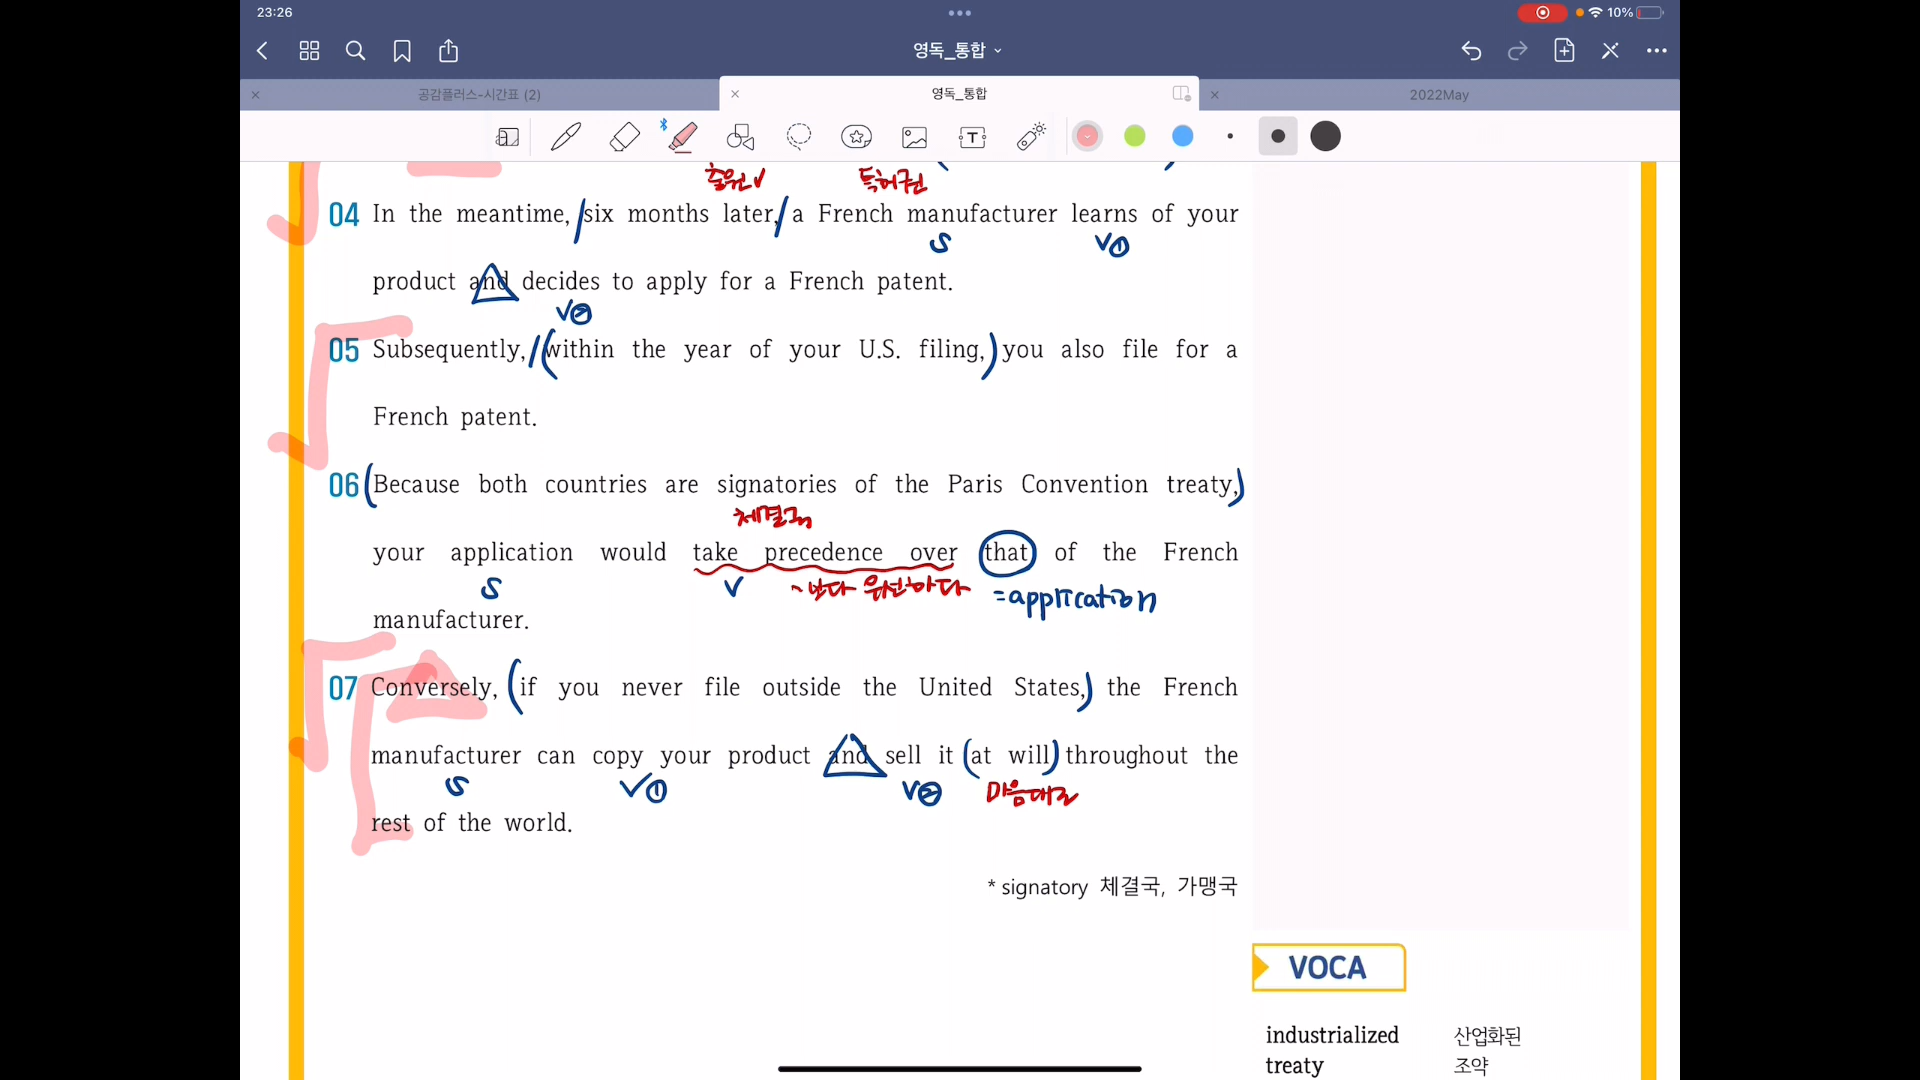 23:26
10%
영독_통합
공감플러스-시간표 (2)
영독_통합
2022May
출원 특허권
04 In the meantime, six months later, a French manufacturer learns of your
S V①
product and decides to apply for a French patent.
V②
05 Subsequently, within the year of your U.S. filing, you also file for a
French patent.
06 Because both countries are signatories of the Paris Convention treaty,
체결국
your application would take precedence over that of the French
S V ~보다 우선하다 =application
manufacturer.
07 Conversely, if you never file outside the United States, the French
manufacturer can copy your product and sell it at will throughout the
S V① V② 마음대로
rest of the world.
* signatory 체결국, 가맹국
VOCA
industrialized 산업화된
treaty 조약